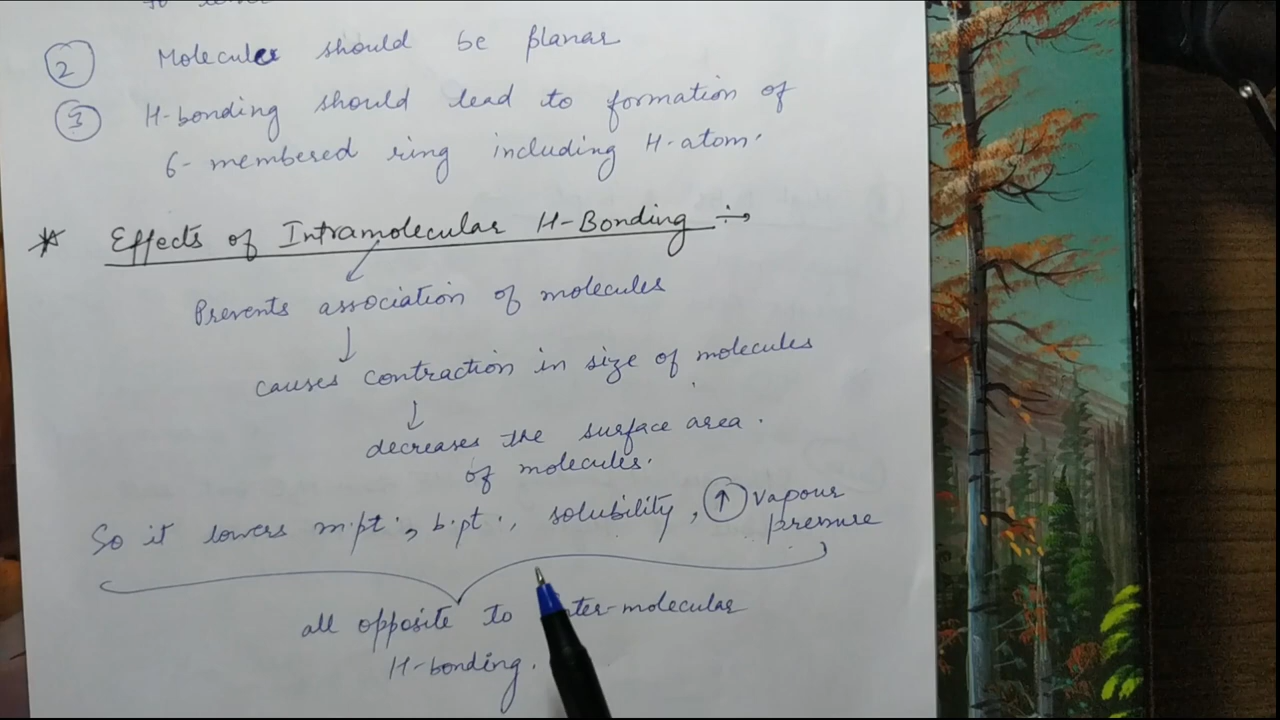 ② Molecules should be planar
③ H-bonding should lead to formation of
6-membered ring including H-atom.
* Effects of Intramolecular H-Bonding ÷→
↓
Prevents association of molecules
↓
causes contraction in size of molecules
↓
decreases the surface area.
of molecules.
So it lowers m.pt., b.pt., solubility, ↑ Vapour
pressure
all opposite to Inter-molecular
H-bonding.